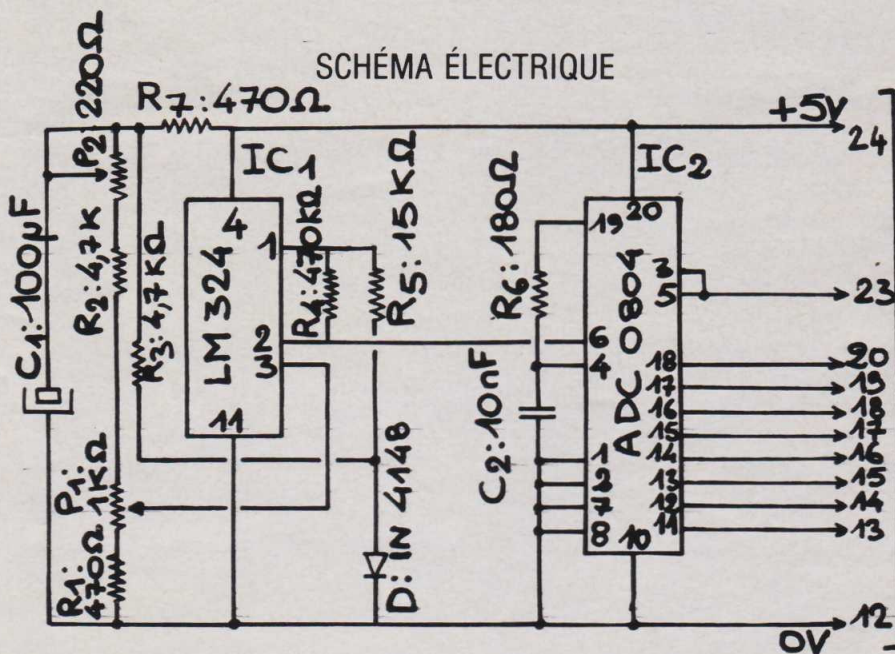 SCHÉMA ÉLECTRIQUE
R7:470Ω
P2:220Ω
+5V
24
IC1
IC2
C1:100µF
R2:4,7K
R3:4,7KΩ
LM324
4
1
2
3
11
R4:470KΩ
R5:15KΩ
R6:180Ω
C2:10nF
ADC 0804
19
20
3
5
23
6
4
18
20
17
19
16
18
15
17
14
16
13
15
12
14
11
13
1
2
7
8
10
P1:
1KΩ
R1:
470Ω
D: IN 4148
12
0V